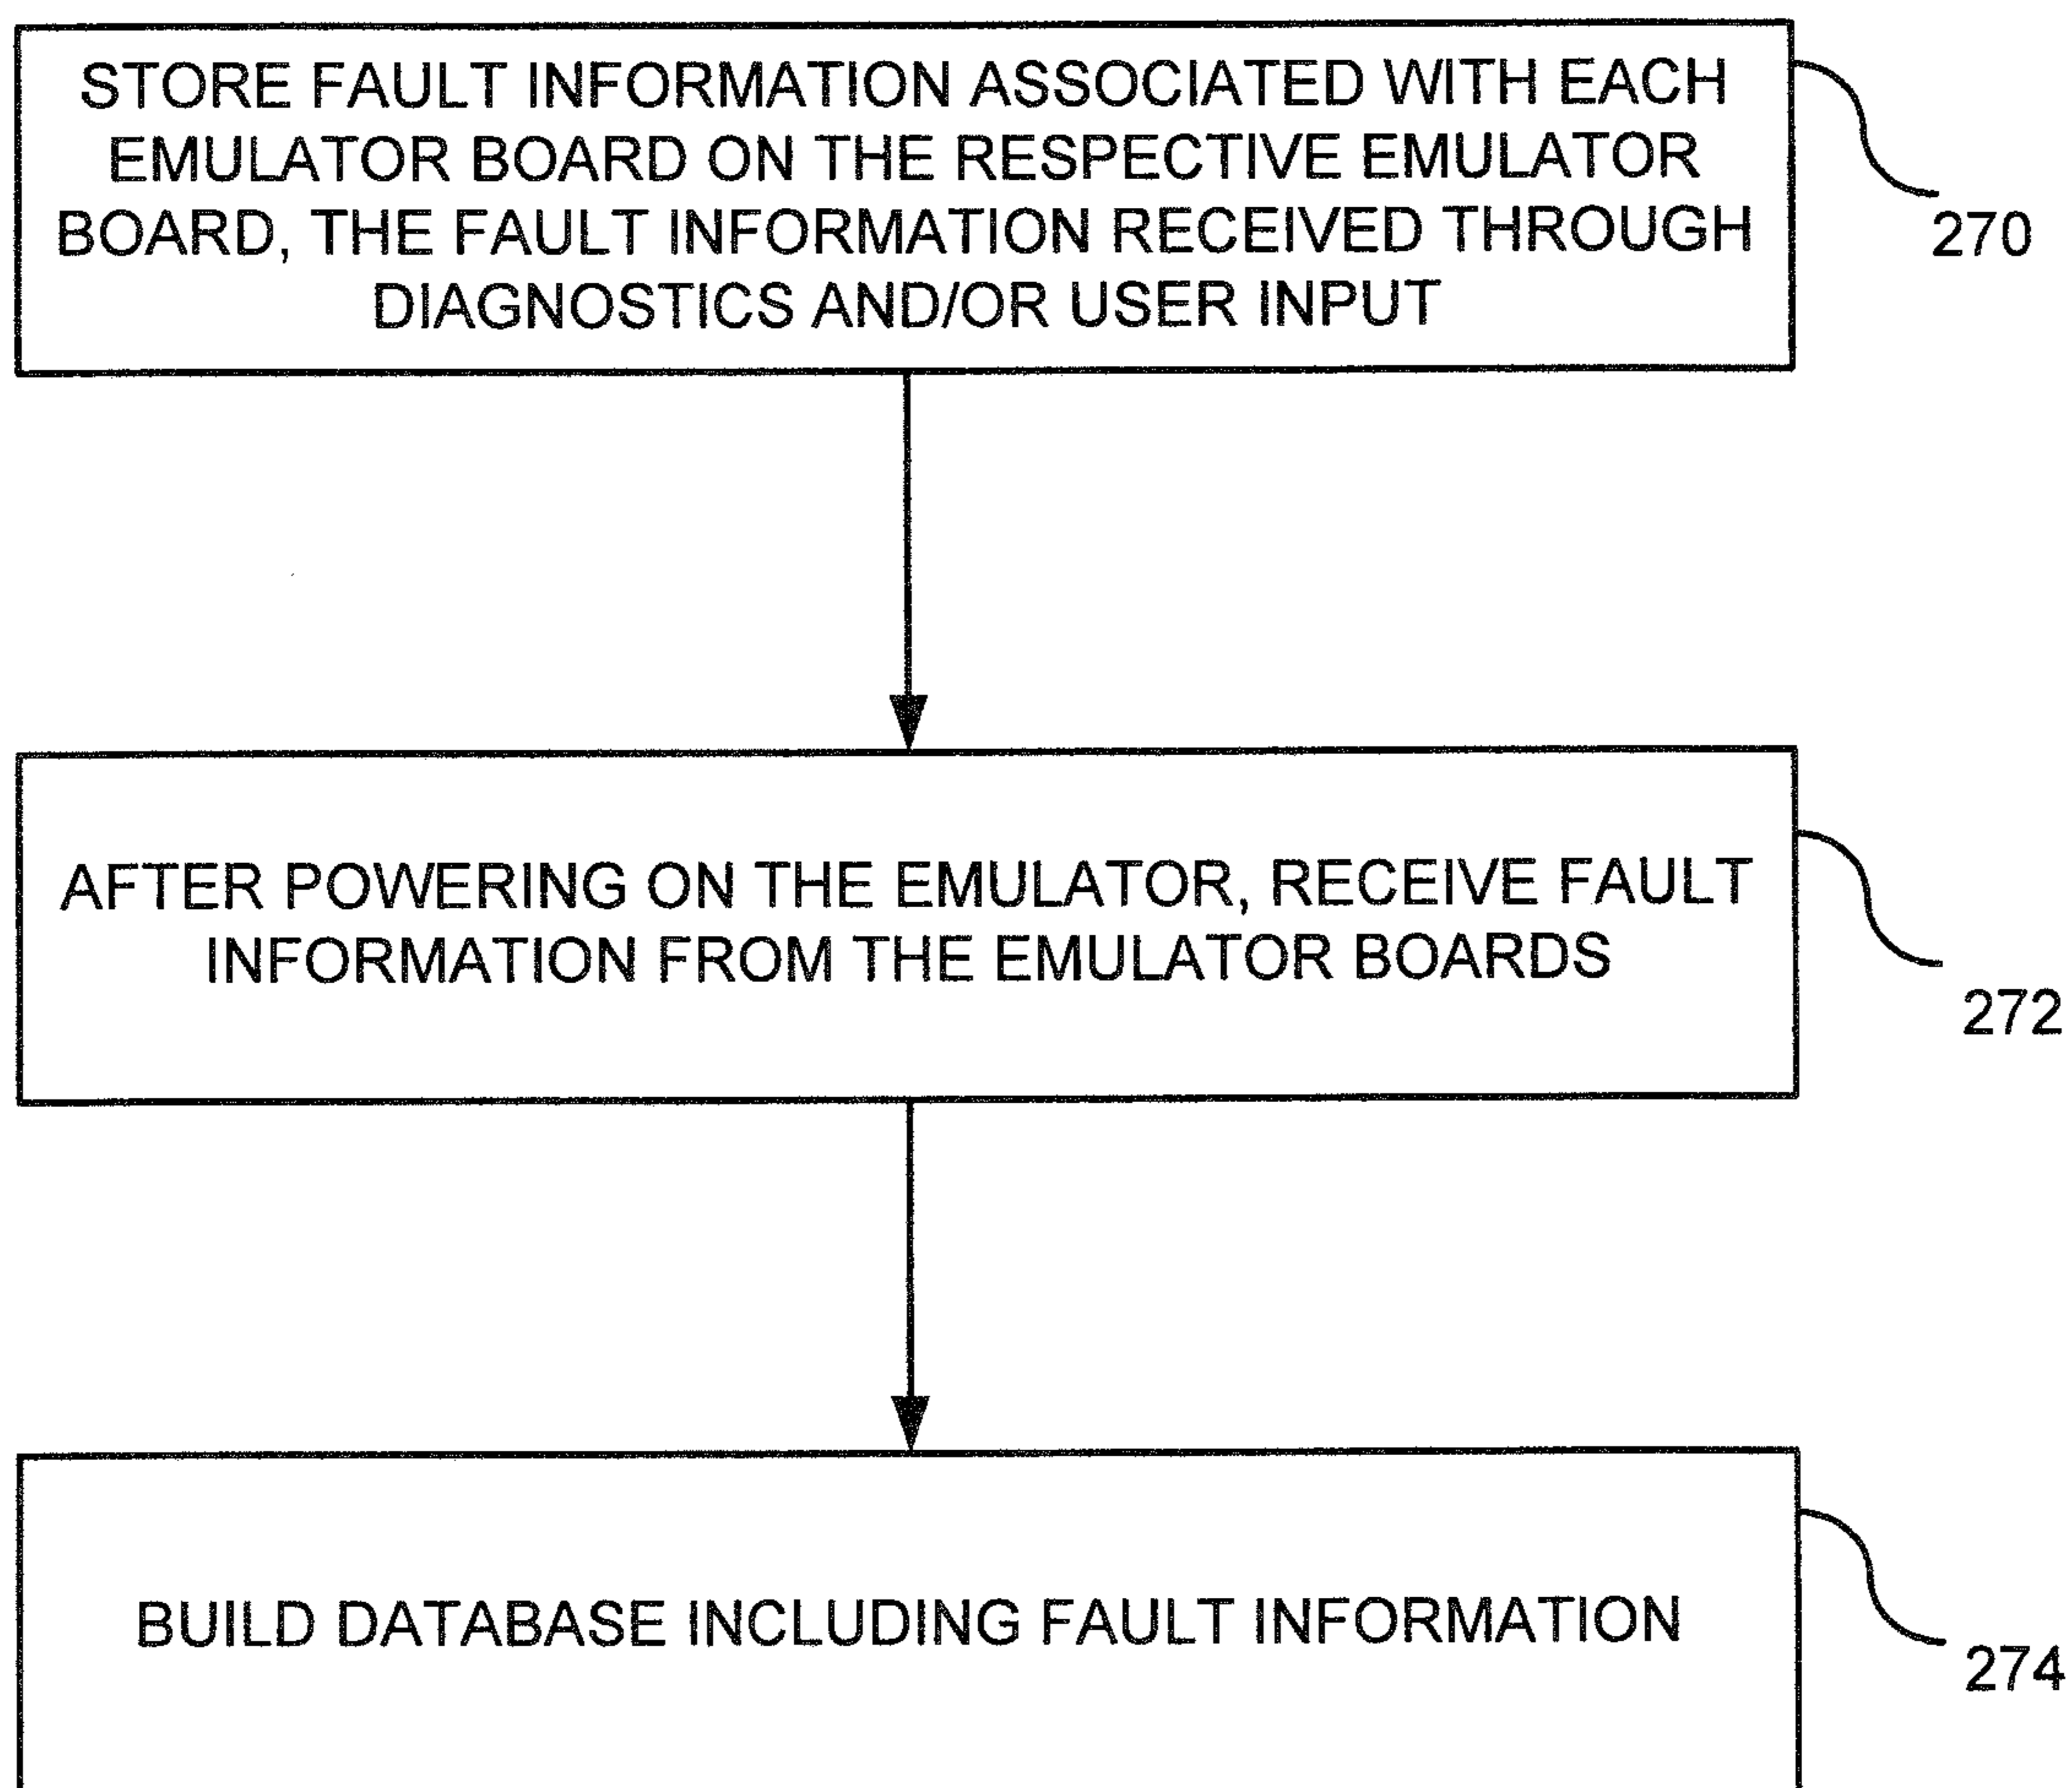 STORE FAULT INFORMATION ASSOCIATED WITH EACH
EMULATOR BOARD ON THE RESPECTIVE EMULATOR
BOARD, THE FAULT INFORMATION RECEIVED THROUGH
DIAGNOSTICS AND/OR USER INPUT
270
AFTER POWERING ON THE EMULATOR, RECEIVE FAULT
INFORMATION FROM THE EMULATOR BOARDS
272
BUILD DATABASE INCLUDING FAULT INFORMATION
274